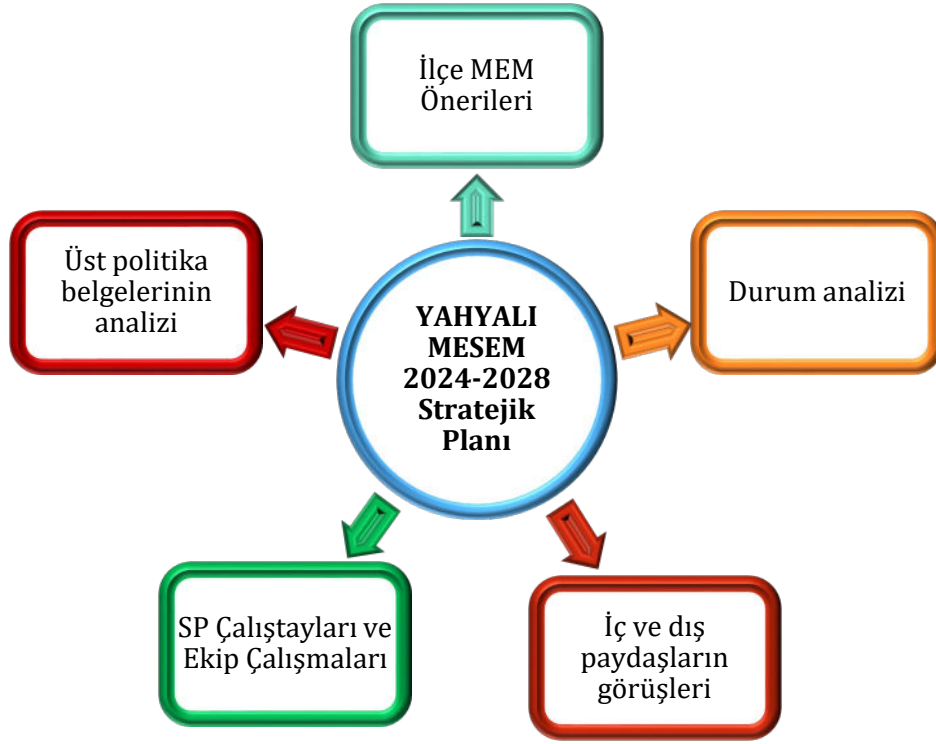 İlçe MEM
Önerileri
Üst politika
belgelerinin
analizi
Durum analizi
YAHYALI
MESEM
2024-2028
Stratejik
Planı
SP Çalıştayları ve
Ekip Çalışmaları
İç ve dış
paydaşların
görüşleri